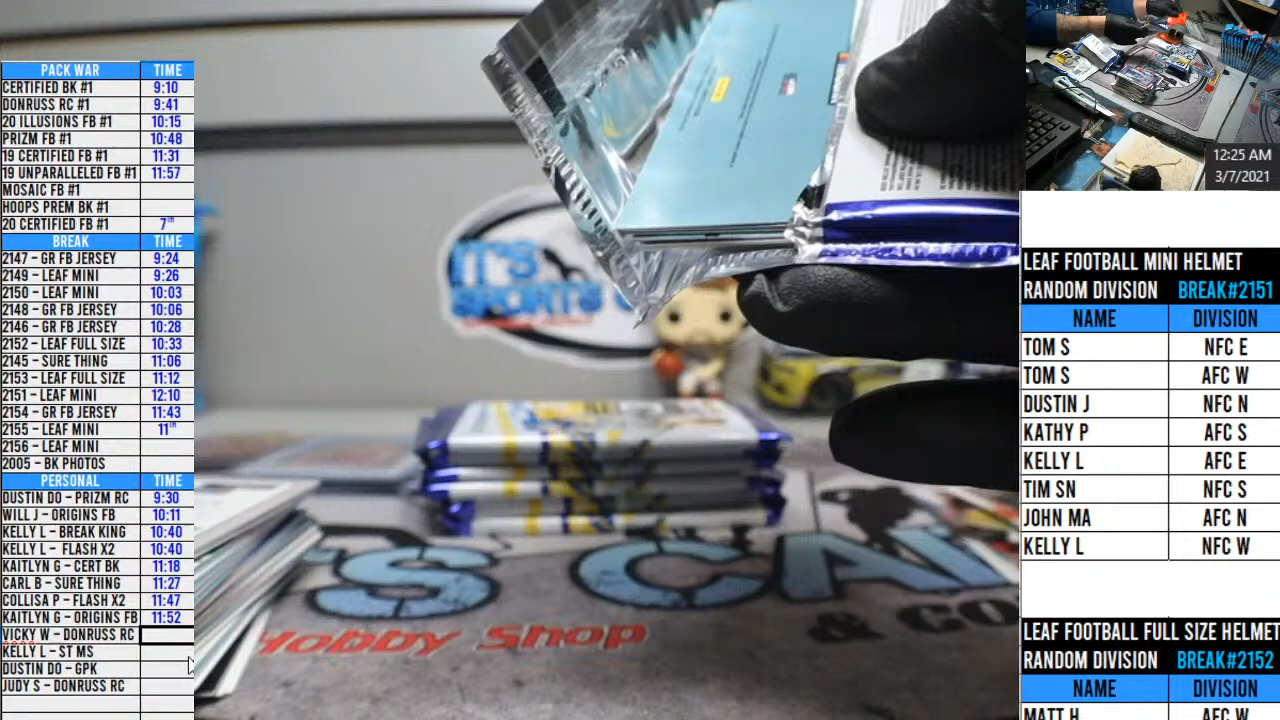 PACK WAR TIME
CERTIFIED BK #1 9:10
DONRUSS RC #1 9:41
20 ILLUSIONS FB #1 10:15
PRIZM FB #1 10:48
19 CERTIFIED FB #1 11:31
19 UNPARALLELED FB #1 11:57
MOSAIC FB #1
HOOPS PREM BK #1
20 CERTIFIED FB #1 7TH
BREAK TIME
2147 – GR FB JERSEY 9:24
2149 – LEAF MINI 9:26
2150 – LEAF MINI 10:03
2148 – GR FB JERSEY 10:06
2146 – GR FB JERSEY 10:28
2152 – LEAF FULL SIZE 10:33
2145 – SURE THING 11:06
2153 – LEAF FULL SIZE 11:12
2151 – LEAF MINI 12:10
2154 – GR FB JERSEY 11:43
2155 – LEAF MINI 11TH
2156 – LEAF MINI
2005 – BK PHOTOS
PERSONAL TIME
DUSTIN DO – PRIZM RC 9:30
WILL J – ORIGINS FB 10:11
KELLY L – BREAK KING 10:40
KELLY L – FLASH X2 10:40
KAITLYN G – CERT BK 11:18
CARL B – SURE THING 11:27
COLLISA P – FLASH X2 11:47
KAITLYN G – ORIGINS FB 11:52
VICKY W – DONRUSS RC
KELLY L – ST MS
DUSTIN DO – GPK
JUDY S – DONRUSS RC
IT'S
SPORTS
'S CA
& CO
Hobby Shop
12:25 AM
3/7/2021
LEAF FOOTBALL MINI HELMET
RANDOM DIVISION BREAK#2151
NAME DIVISION
TOM S NFC E
TOM S AFC W
DUSTIN J NFC N
KATHY P AFC S
KELLY L AFC E
TIM SN NFC S
JOHN MA AFC N
KELLY L NFC W
LEAF FOOTBALL FULL SIZE HELMET
RANDOM DIVISION BREAK#2152
NAME DIVISION
MATT H AFC W